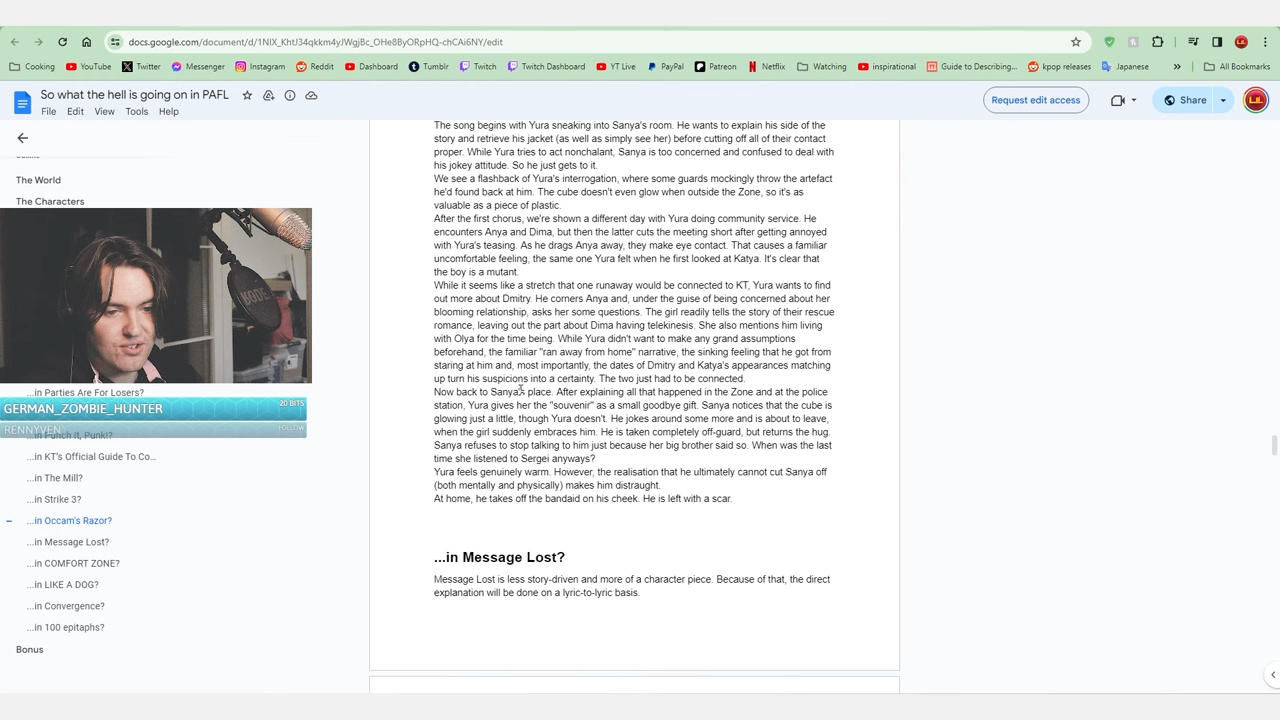 docs.google.com/document/d/1NIX_KhtJ34qkkm4yJWgjBc_OHe8ByORpHQ-chCAi6NY/edit
Cooking YouTube Twitter Messenger Instagram Reddit Dashboard Tumblr Twitch Twitch Dashboard YT Live PayPal Patreon Netflix Watching inspirational Guide to Describing... kpop releases Japanese » All Bookmarks
So what the hell is going on in PAFL
File Edit View Tools Help
Request edit access
Share
The World
The Characters
...in Parties Are For Losers?
GERMAN_ZOMBIE_HUNTER 20 BITS
RENNYVEN FOLLOW
...in Punch It, Punk!?
...in KT's Official Guide To Co...
...in The Mill?
...in Strike 3?
...in Occam's Razor?
...in Message Lost?
...in COMFORT ZONE?
...in LIKE A DOG?
...in Convergence?
...in 100 epitaphs?
Bonus
RODE
The song begins with Yura sneaking into Sanya's room. He wants to explain his side of the
story and retrieve his jacket (as well as simply see her) before cutting off all of their contact
proper. While Yura tries to act nonchalant, Sanya is too concerned and confused to deal with
his jokey attitude. So he just gets to it.
We see a flashback of Yura's interrogation, where some guards mockingly throw the artefact
he'd found back at him. The cube doesn't even glow when outside the Zone, so it's as
valuable as a piece of plastic.
After the first chorus, we're shown a different day with Yura doing community service. He
encounters Anya and Dima, but then the latter cuts the meeting short after getting annoyed
with Yura's teasing. As he drags Anya away, they make eye contact. That causes a familiar
uncomfortable feeling, the same one Yura felt when he first looked at Katya. It's clear that
the boy is a mutant.
While it seems like a stretch that one runaway would be connected to KT, Yura wants to find
out more about Dmitry. He corners Anya and, under the guise of being concerned about her
blooming relationship, asks her some questions. The girl readily tells the story of their rescue
romance, leaving out the part about Dima having telekinesis. She also mentions him living
with Olya for the time being. While Yura didn't want to make any grand assumptions
beforehand, the familiar "ran away from home" narrative, the sinking feeling that he got from
staring at him and, most importantly, the dates of Dmitry and Katya's appearances matching
up turn his suspicions into a certainty. The two just had to be connected.
Now back to Sanya's place. After explaining all that happened in the Zone and at the police
station, Yura gives her the "souvenir" as a small goodbye gift. Sanya notices that the cube is
glowing just a little, though Yura doesn't. He jokes around some more and is about to leave,
when the girl suddenly embraces him. He is taken completely off-guard, but returns the hug.
Sanya refuses to stop talking to him just because her big brother said so. When was the last
time she listened to Sergei anyways?
Yura feels genuinely warm. However, the realisation that he ultimately cannot cut Sanya off
(both mentally and physically) makes him distraught.
At home, he takes off the bandaid on his cheek. He is left with a scar.
...in Message Lost?
Message Lost is less story-driven and more of a character piece. Because of that, the direct
explanation will be done on a lyric-to-lyric basis.